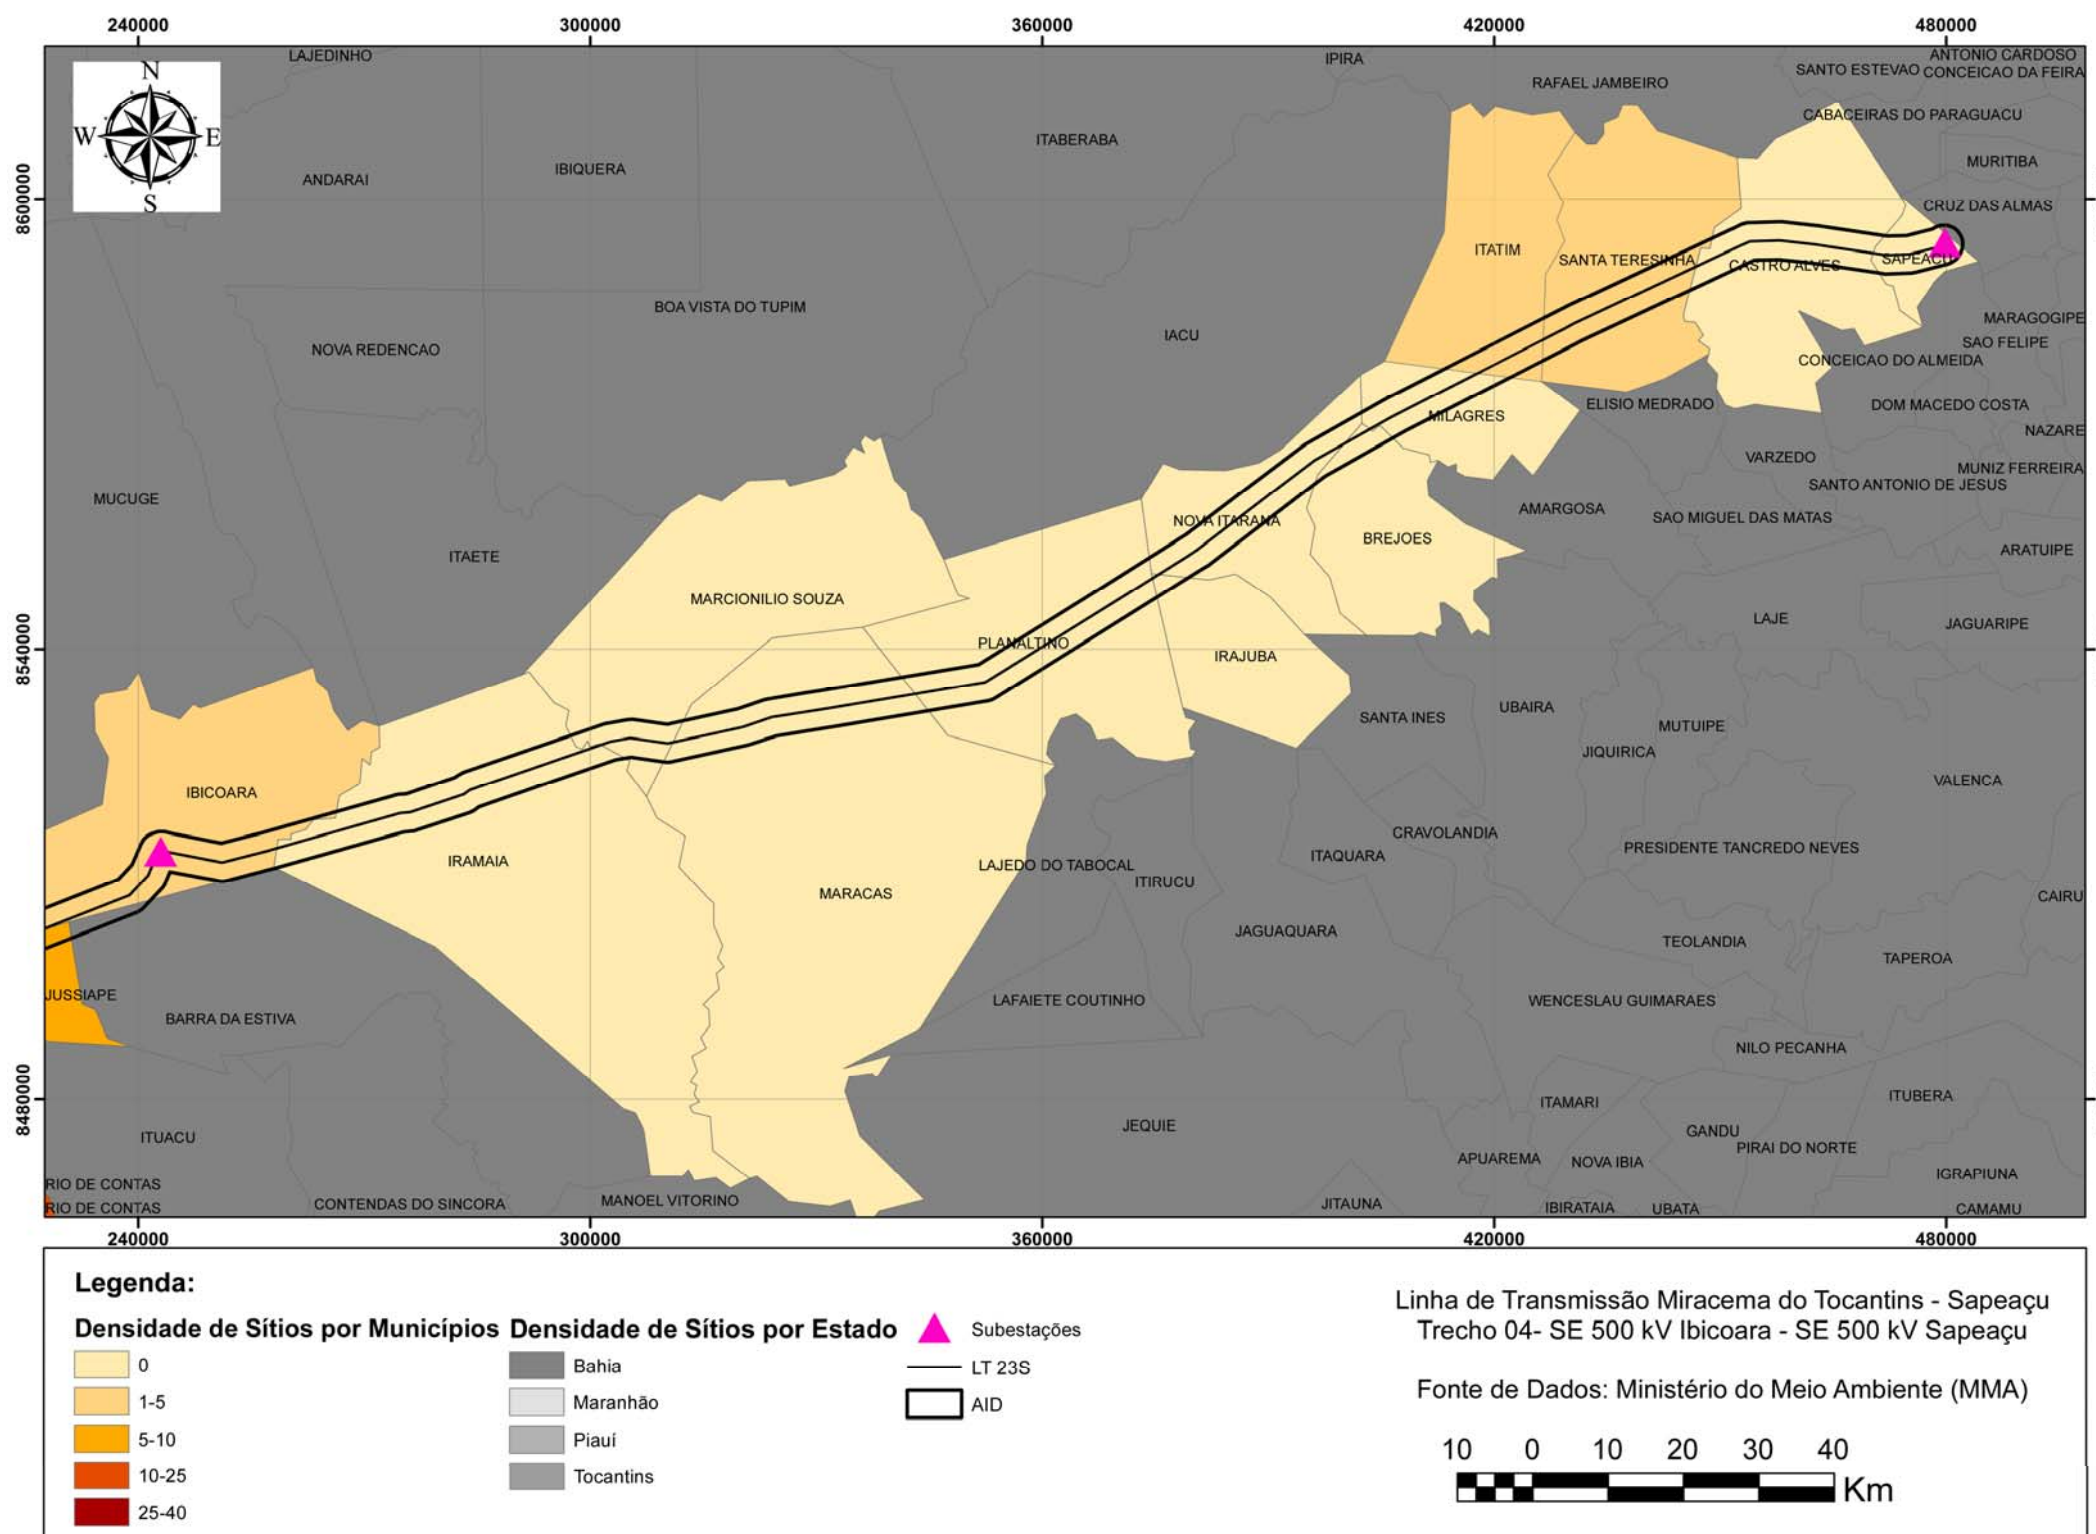 240000 300000 360000 420000 480000
LAJEDINHO
IPIRA
ANTONIO CARDOSO
SANTO ESTEVAO CONCEICAO DA FEIRA
RAFAEL JAMBEIRO
N
W E
S
CABACEIRAS DO PARAGUACU
ITABERABA
MURITIBA
IBIQUERA
ANDARAI
8600000
CRUZ DAS ALMAS
ITATIM
SANTA TERESINHA
CASTRO ALVES
SAPEACU
BOA VISTA DO TUPIM
MARAGOGIPE
IACU
SAO FELIPE
NOVA REDENCAO
CONCEICAO DO ALMEIDA
ELISIO MEDRADO
DOM MACEDO COSTA
MILAGRES
NAZARE
VARZEDO
MUNIZ FERREIRA
SANTO ANTONIO DE JESUS
MUCUGE
AMARGOSA
SAO MIGUEL DAS MATAS
NOVA ITARANA
BREJOES
ARATUIPE
ITAETE
MARCIONILIO SOUZA
LAJE
JAGUARIPE
8540000
PLANALTINO
IRAJUBA
UBAIRA
SANTA INES
MUTUIPE
JIQUIRICA
VALENCA
IBICOARA
CRAVOLANDIA
PRESIDENTE TANCREDO NEVES
ITAQUARA
IRAMAIA
LAJEDO DO TABOCAL
ITIRUCU
MARACAS
CAIRU
JAGUAQUARA
TEOLANDIA
TAPEROA
JUSSIAPE
LAFAIETE COUTINHO
WENCESLAU GUIMARAES
BARRA DA ESTIVA
NILO PECANHA
8480000
ITUBERA
ITAMARI
JEQUIE
GANDU
ITUACU
PIRAI DO NORTE
APUAREMA
NOVA IBIA
IGRAPIUNA
RIO DE CONTAS
MANOEL VITORINO
CONTENDAS DO SINCORA
JITAUNA
RIO DE CONTAS
IBIRATAIA
UBATA
CAMAMU
240000 300000 360000 420000 480000
Legenda:
Densidade de Sítios por Municípios
0
1-5
5-10
10-25
25-40
Densidade de Sítios por Estado
Bahia
Maranhão
Piauí
Tocantins
Subestações
LT 23S
AID
Linha de Transmissão Miracema do Tocantins - Sapeaçu
Trecho 04- SE 500 kV Ibicoara - SE 500 kV Sapeaçu
Fonte de Dados: Ministério do Meio Ambiente (MMA)
10 0 10 20 30 40
Km